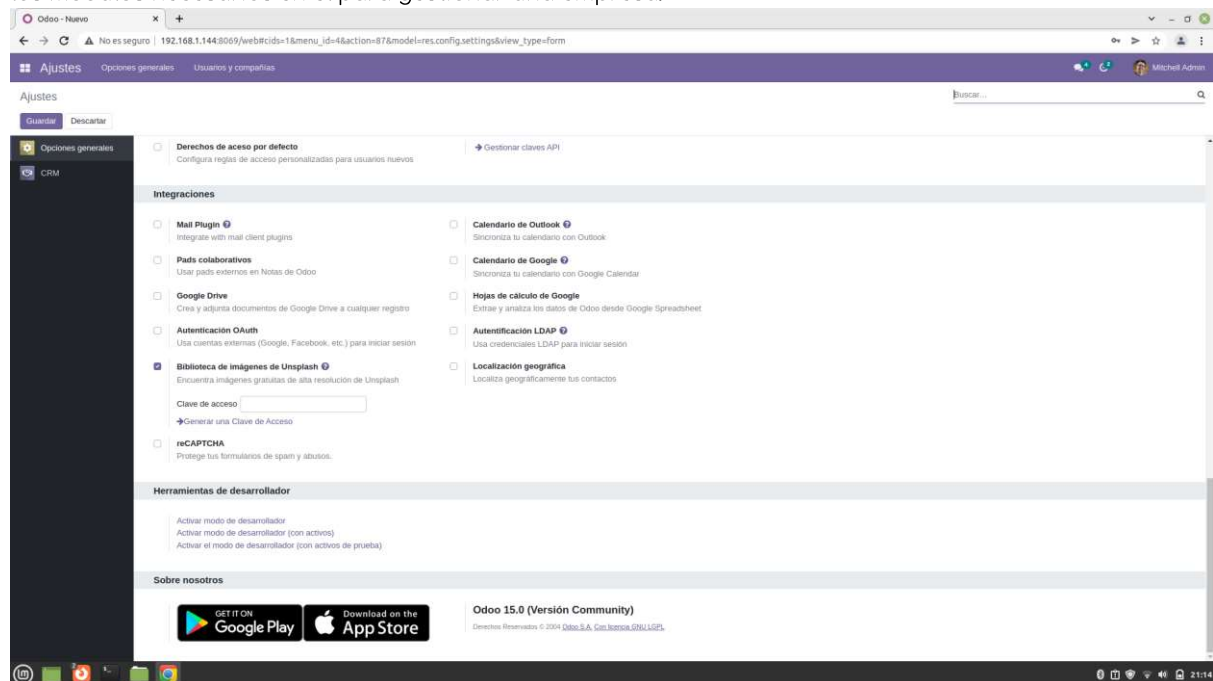 Odoo - Nuevo
No es seguro | 192.168.1.144:8069/web#cids=1&menu_id=4&action=87&model=res.config.settings&view_type=form
Ajustes Opciones generales Usuarios y compañías Mitchell Admin
Ajustes
Buscar...
Guardar Descartar
Opciones generales
CRM
Derechos de aceso por defecto
Configura reglas de acceso personalizadas para usuarios nuevos
Gestionar claves API
Integraciones
Mail Plugin
Integrate with mail client plugins
Calendario de Outlook
Sincroniza tu calendario con Outlook
Pads colaborativos
Usar pads externos en Notas de Odoo
Calendario de Google
Sincroniza tu calendario con Google Calendar
Google Drive
Crea y adjunta documentos de Google Drive a cualquier registro
Hojas de cálculo de Google
Extrae y analiza los datos de Odoo desde Google Spreadsheet
Autenticación OAuth
Usa cuentas externas (Google, Facebook, etc.) para iniciar sesión
Autentificación LDAP
Usa credenciales LDAP para iniciar sesión
Biblioteca de imágenes de Unsplash
Encuentra imágenes gratuitas de alta resolución de Unsplash
Clave de acceso
Generar una Clave de Acceso
Localización geográfica
Localiza geográficamente tus contactos
reCAPTCHA
Protege tus formularios de spam y abusos.
Herramientas de desarrollador
Activar modo de desarrollador
Activar modo de desarrollador (con activos)
Activar el modo de desarrollador (con activos de prueba)
Sobre nosotros
GET IT ON
Google Play
Download on the
App Store
Odoo 15.0 (Versión Community)
Derechos Reservados © 2004 Odoo S.A. Con licencia GNU LGPL.
21:14